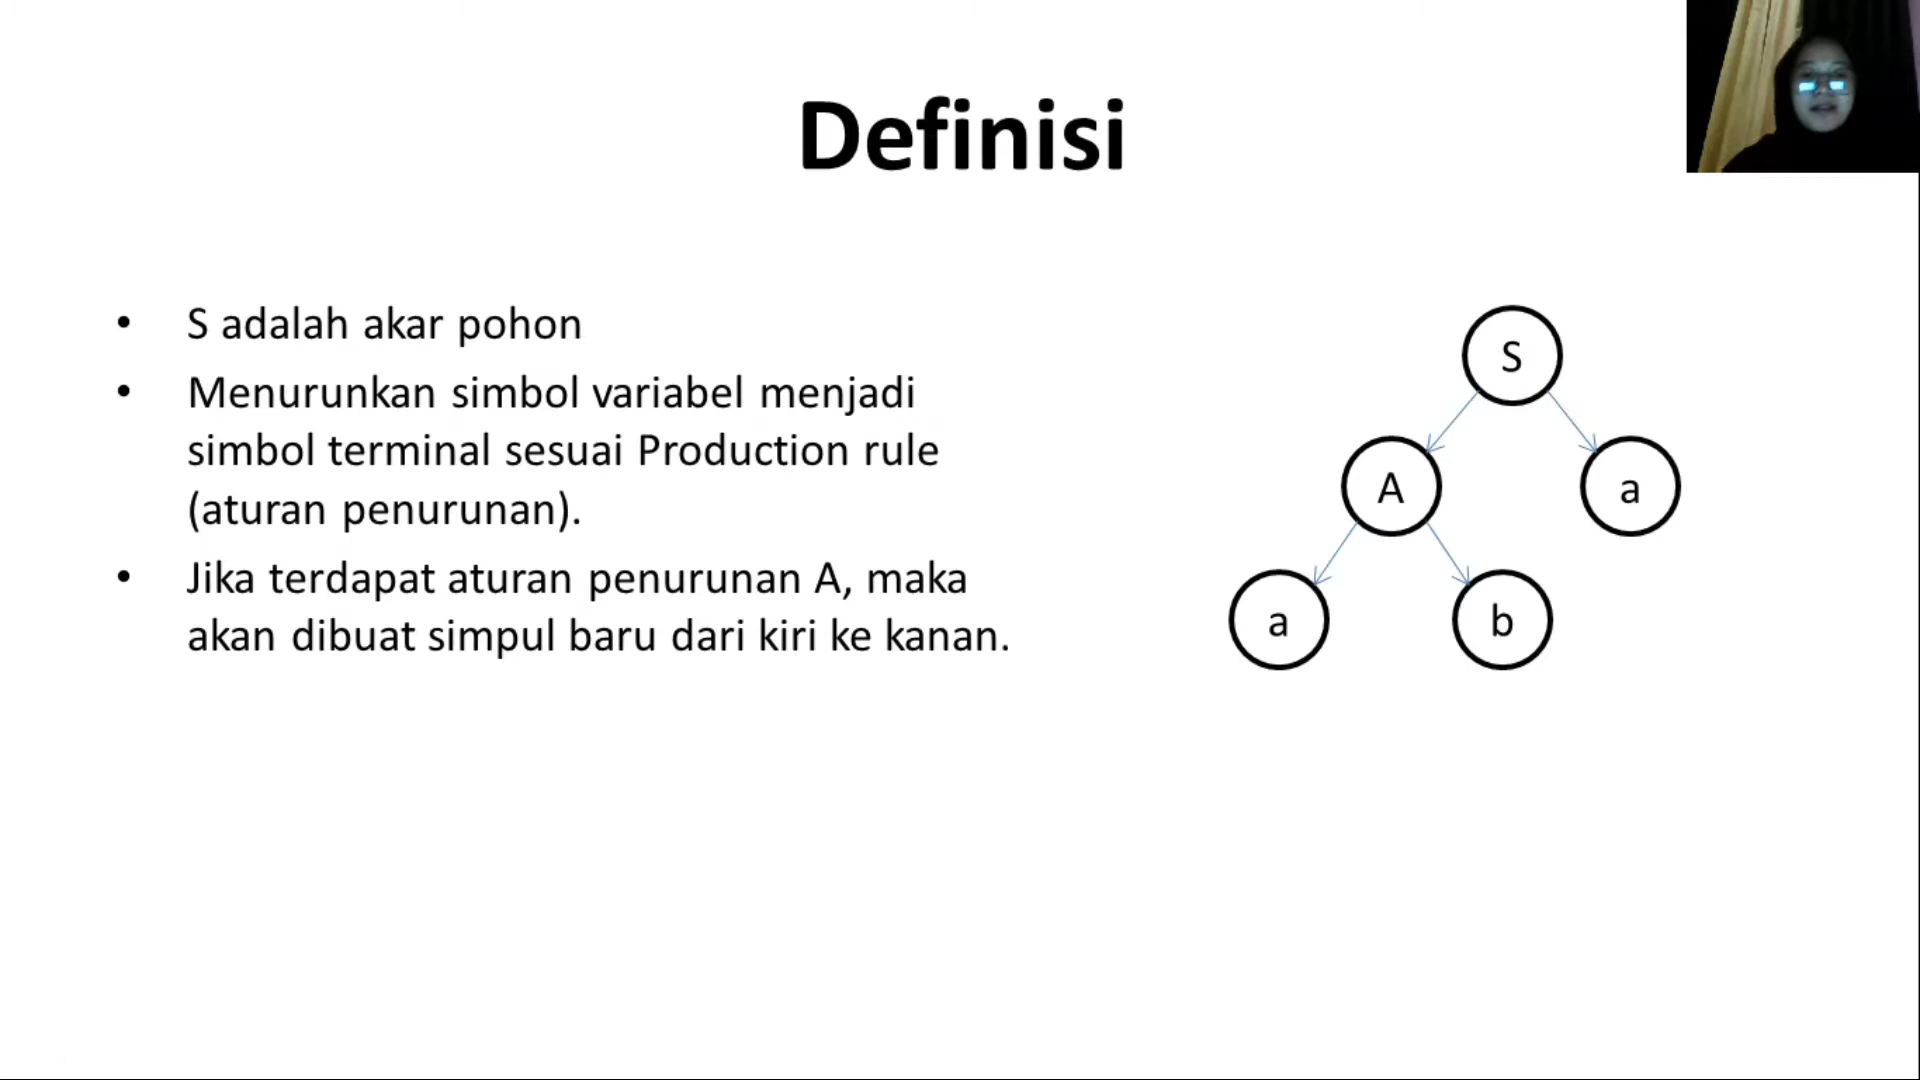 Definisi
• S adalah akar pohon
• Menurunkan simbol variabel menjadi
simbol terminal sesuai Production rule
(aturan penurunan).
• Jika terdapat aturan penurunan A, maka
akan dibuat simpul baru dari kiri ke kanan.
S
A a
a b